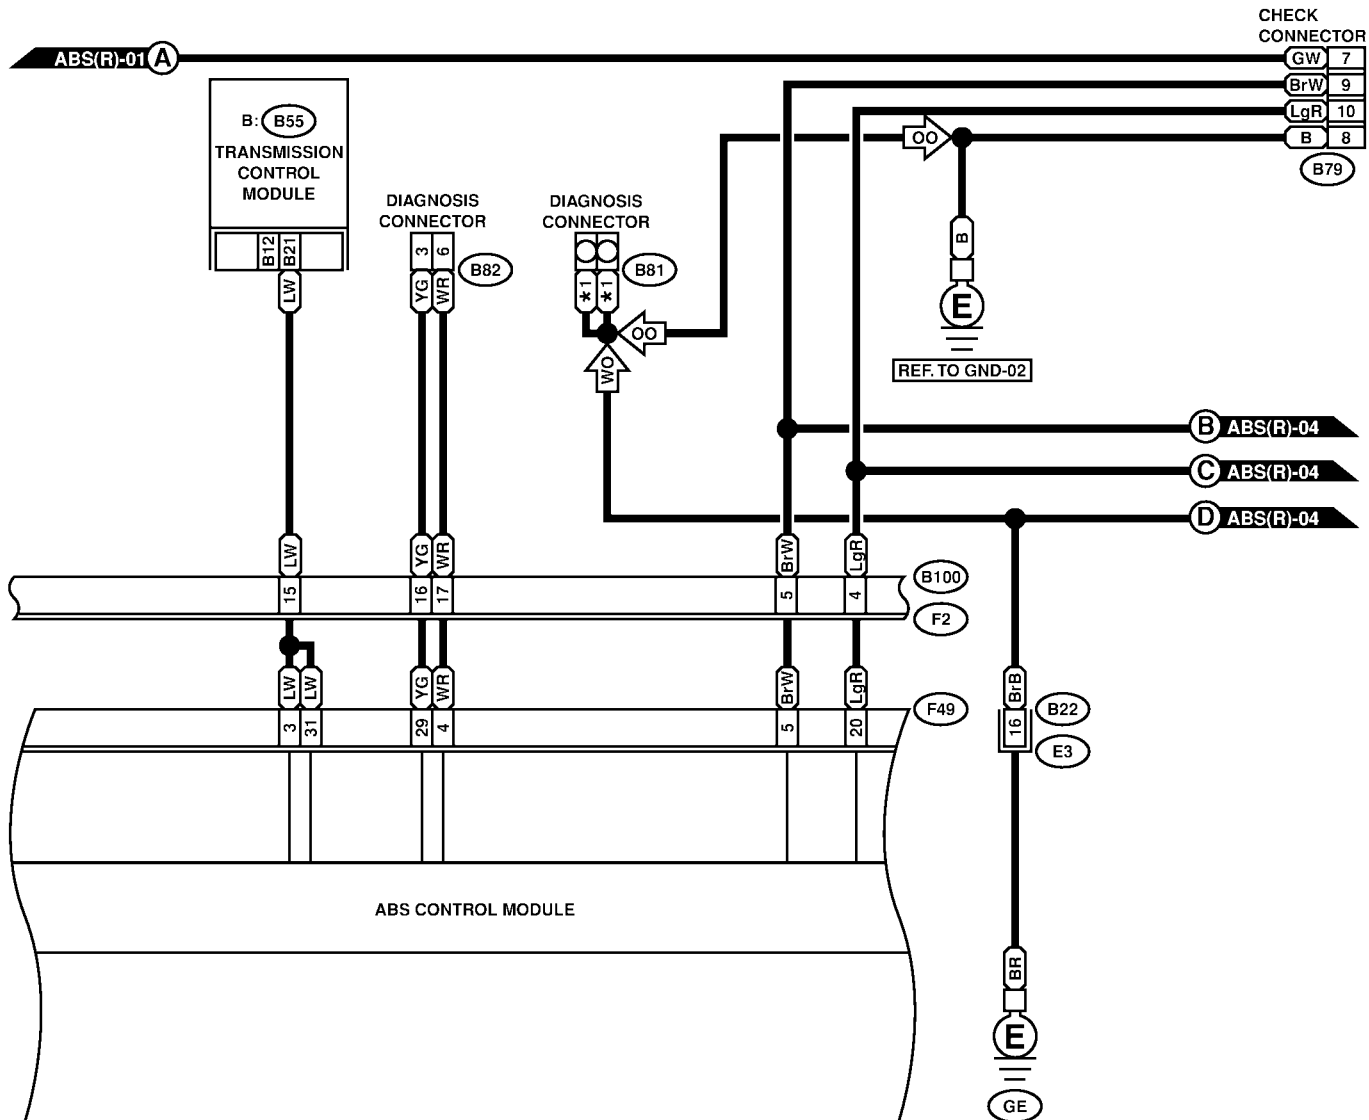 CHECK
CONNECTOR
ABS(R)-01 A
GW 7
BrW 9
LgR 10
B 8
B79
B: B55
TRANSMISSION
CONTROL
MODULE
B12
B21
LW
DIAGNOSIS
CONNECTOR
3 6
B82
YG WR
DIAGNOSIS
CONNECTOR
B81
*1 *1
OO
OO
WO
B
E
REF. TO GND-02
B ABS(R)-04
C ABS(R)-04
D ABS(R)-04
LW YG WR BrW LgR
15 16 17 5 4
B100
F2
LW LW YG WR BrW LgR
3 31 29 4 5 20
F49
BrB
16
B22
E3
ABS CONTROL MODULE
BR
E
GE